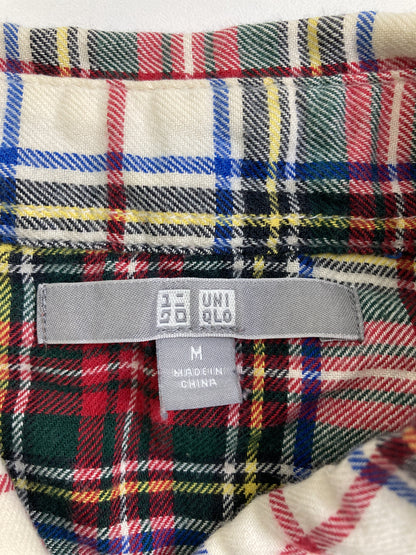 ユニ UNI
クロ QLO
M
MADE IN
CHINA